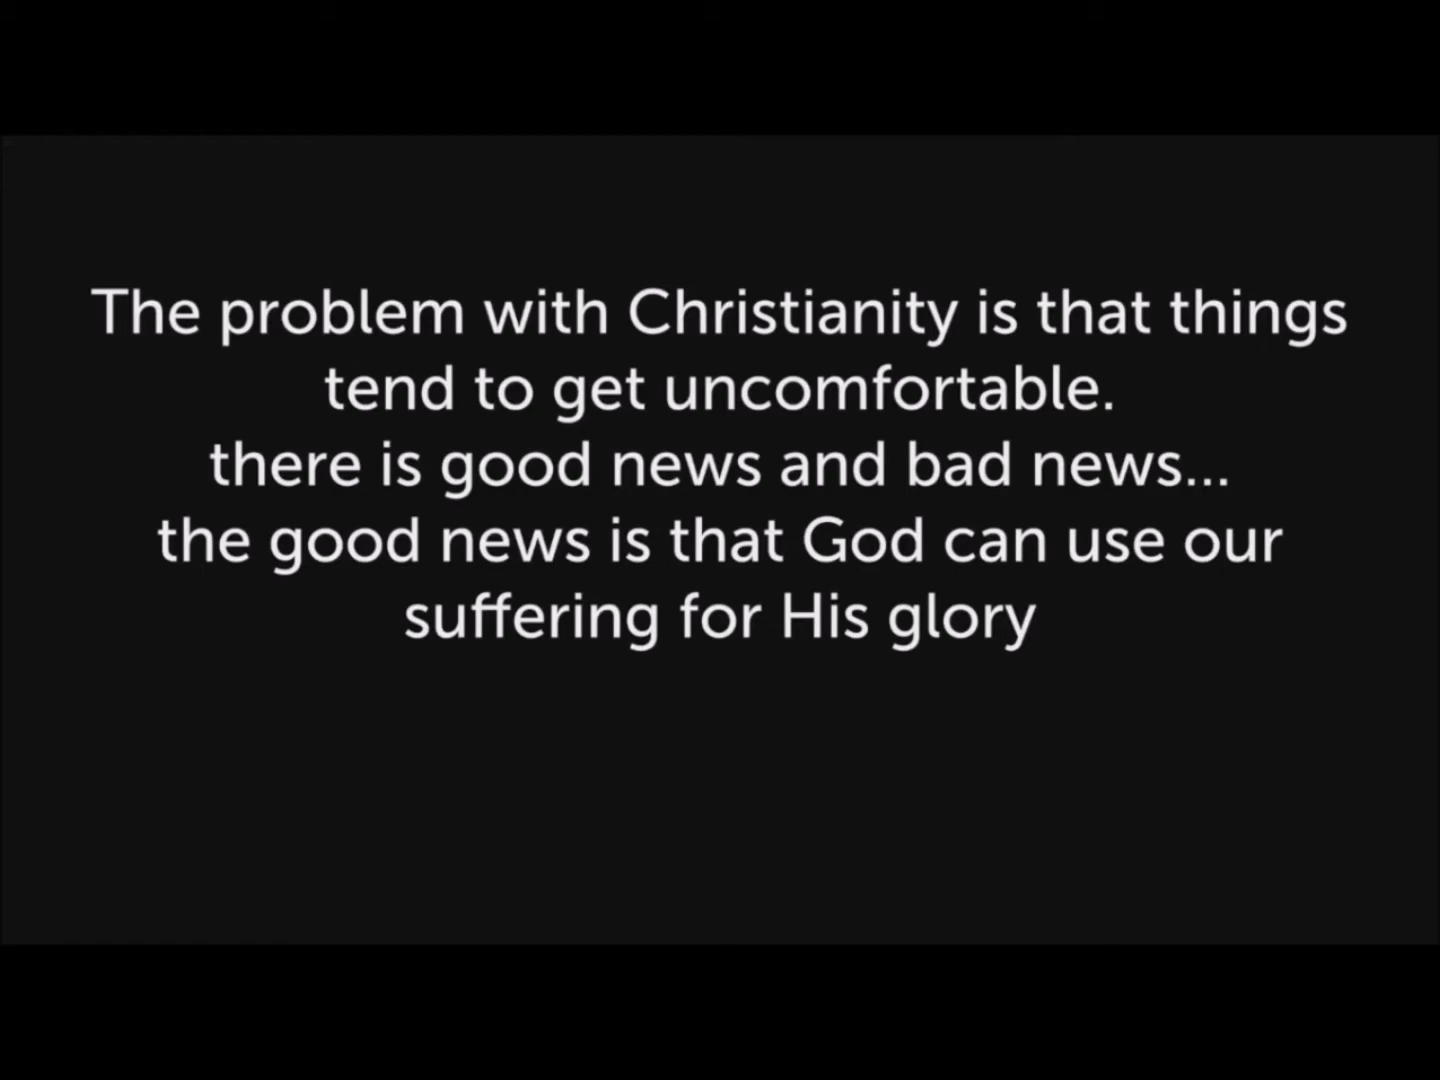 The problem with Christianity is that things
tend to get uncomfortable.
there is good news and bad news...
the good news is that God can use our
suffering for His glory